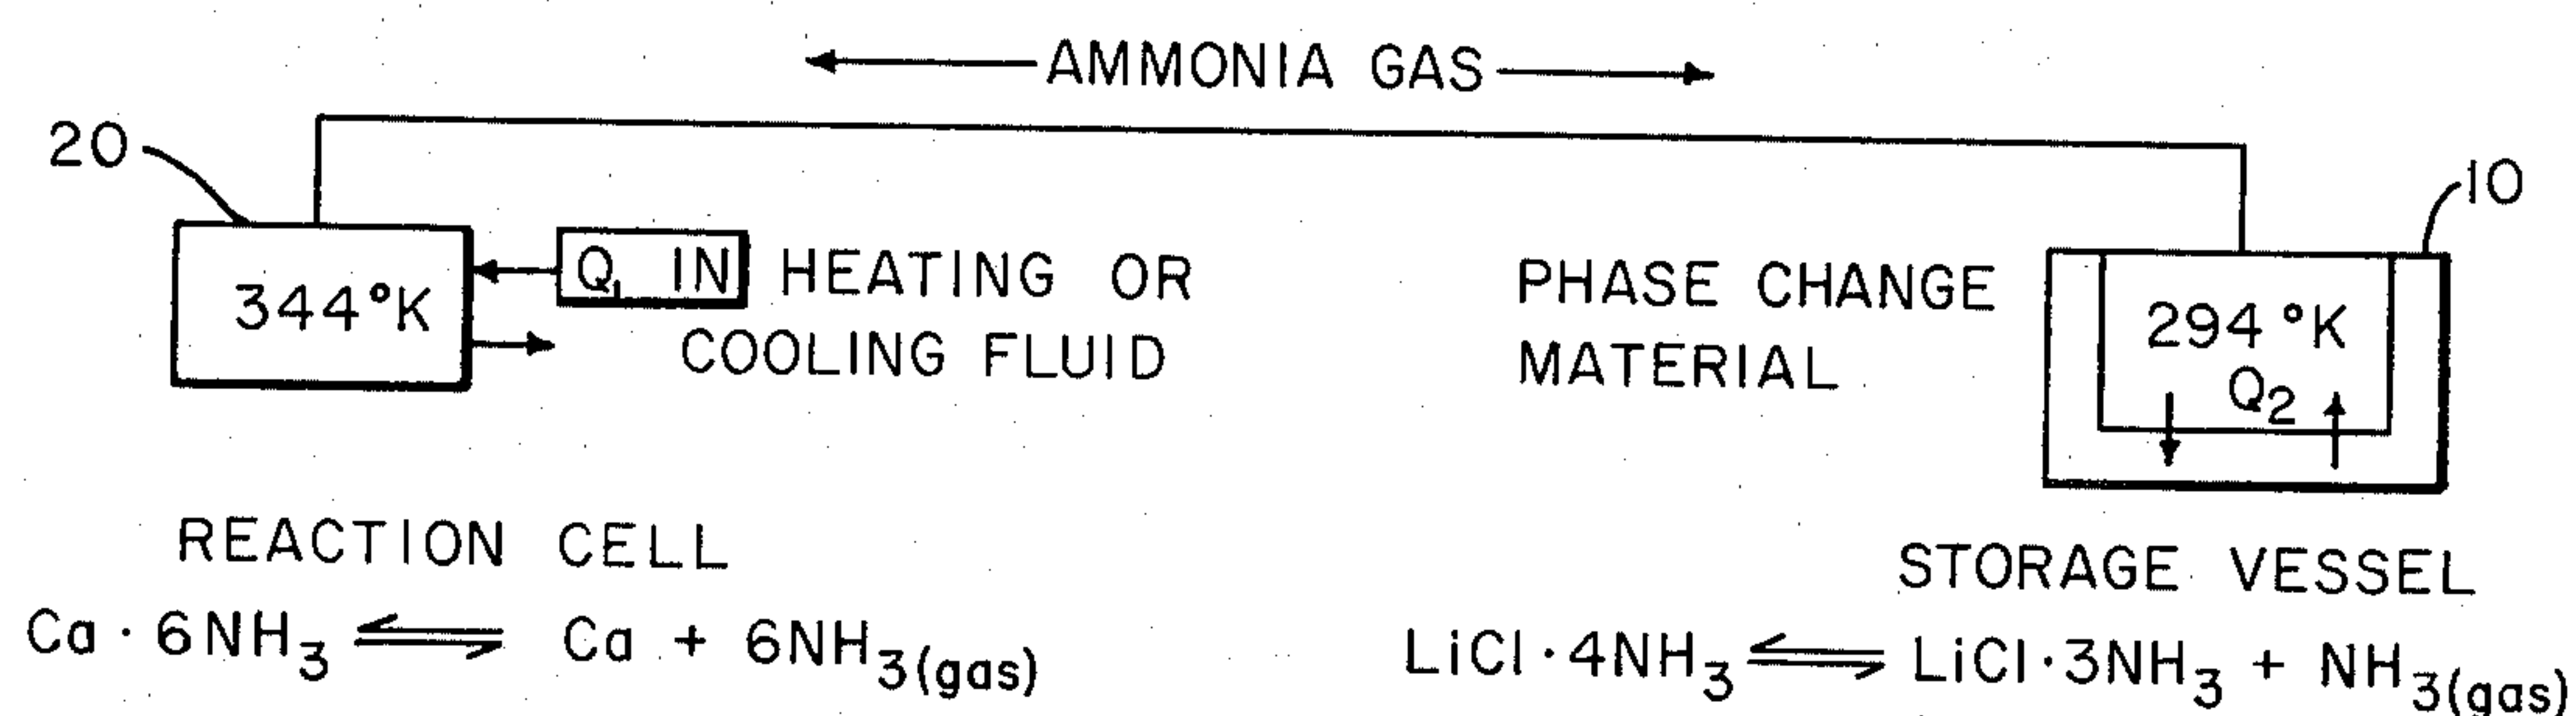 AMMONIA GAS
20
10
344°K
Q₁ IN HEATING OR
COOLING FLUID
PHASE CHANGE
MATERIAL
294°K
Q₂
REACTION CELL
STORAGE VESSEL
Ca · 6NH₃ ⇌ Ca + 6NH₃(gas)
LiCl · 4NH₃ ⇌ LiCl · 3NH₃ + NH₃(gas)